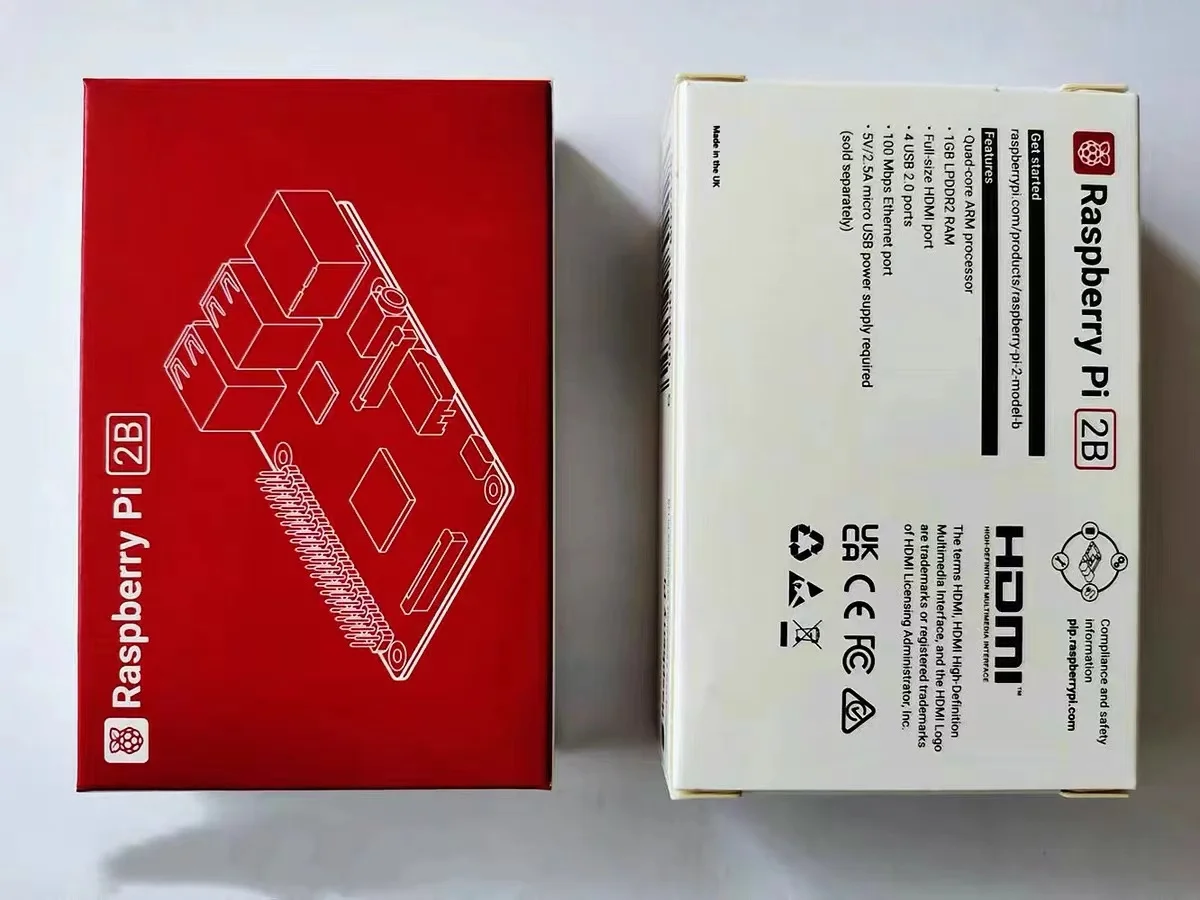 Raspberry Pi 2B
Raspberry Pi 2B
Get started
raspberrypi.com/products/raspberry-pi-2-model-b
Features
• Quad-core ARM processor
• 1GB LPDDR2 RAM
• Full-size HDMI port
• 4 USB 2.0 ports
• 100 Mbps Ethernet port
• 5V/2.5A micro USB power supply required
(sold separately)
Made in the UK
Compliance and safety
information
pip.raspberrypi.com
HDMI™
HIGH-DEFINITION MULTIMEDIA INTERFACE
The terms HDMI, HDMI High-Definition
Multimedia Interface, and the HDMI Logo
are trademarks or registered trademarks
of HDMI Licensing Administrator, Inc.
UK
CA CE FC